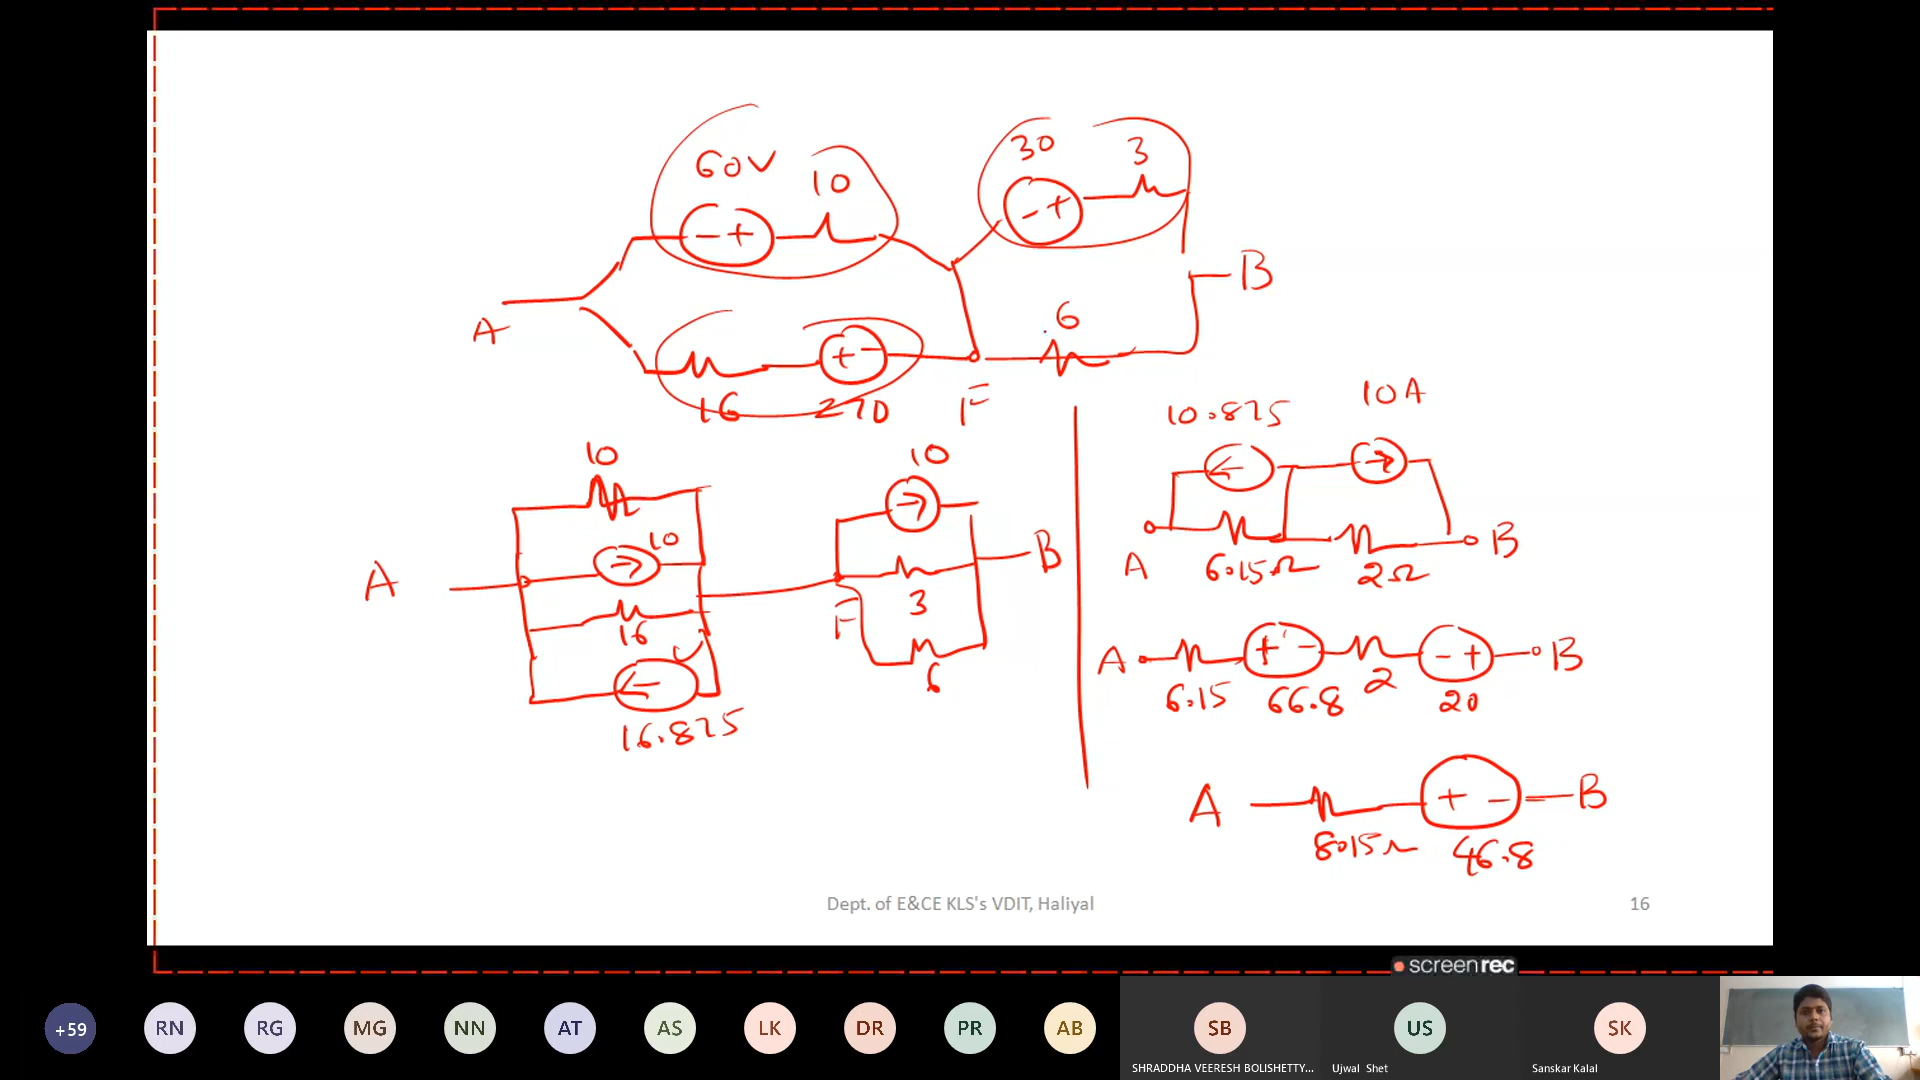 60V 10
30 3
- +
- +
B
6
A
+ -
16 270 F
10.875 10A
10 10
A B
6.15Ω 2Ω
10
A B
3
16 F
6
16.875
A + - - + B
6.15 66.8 2 20
A + - B
8.15Ω 46.8
Dept. of E&CE KLS's VDIT, Haliyal 16
screenrec
+59 RN RG MG NN AT AS LK DR PR AB SB US SK
SHRADDHA VEERESH BOLISHETTY... Ujwal Shet Sanskar Kalal